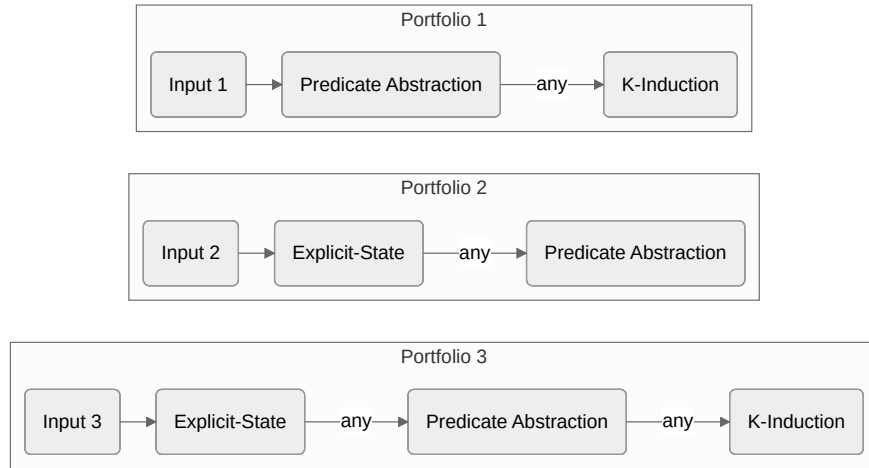 Portfolio 1
Input 1
Predicate Abstraction
any
K-Induction
Portfolio 2
Input 2
Explicit-State
any
Predicate Abstraction
Portfolio 3
Input 3
Explicit-State
any
Predicate Abstraction
any
K-Induction